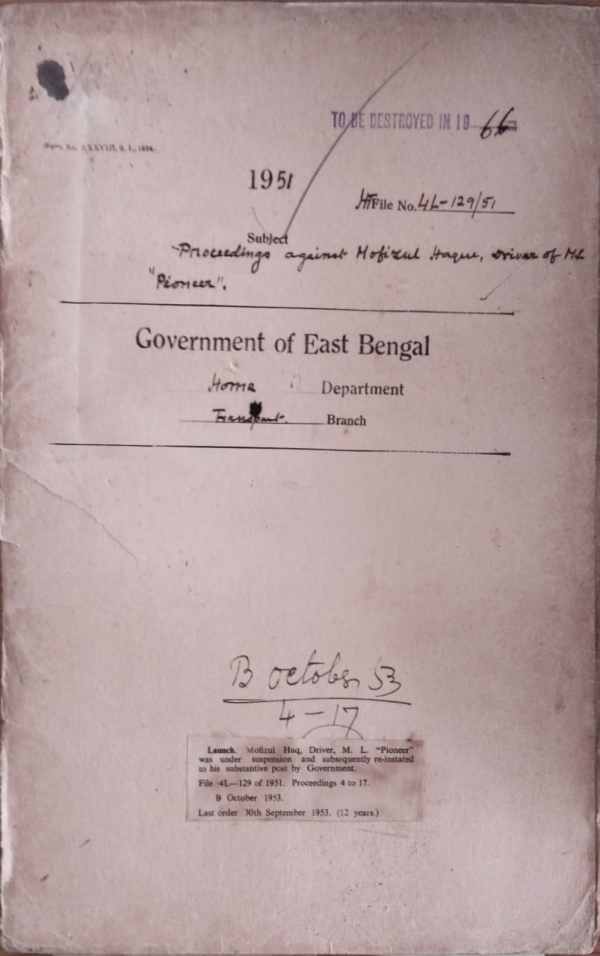 TO BE DESTROYED IN 19 66
1951
File No. 4L-129/51
Subject
Proceedings against Mofizul Haque, Driver of ML
"Pioneer".
Government of East Bengal
Home Department
Transport. Branch
B October 53
4-17
Launch. Mofizul Huq, Driver, M. L. "Pioneer"
was under suspension and subsequently re-instated
to his substantive post by Government.
File 4L—129 of 1951. Proceedings 4 to 17.
B October 1953.
Last order 30th September 1953. (12 years.)